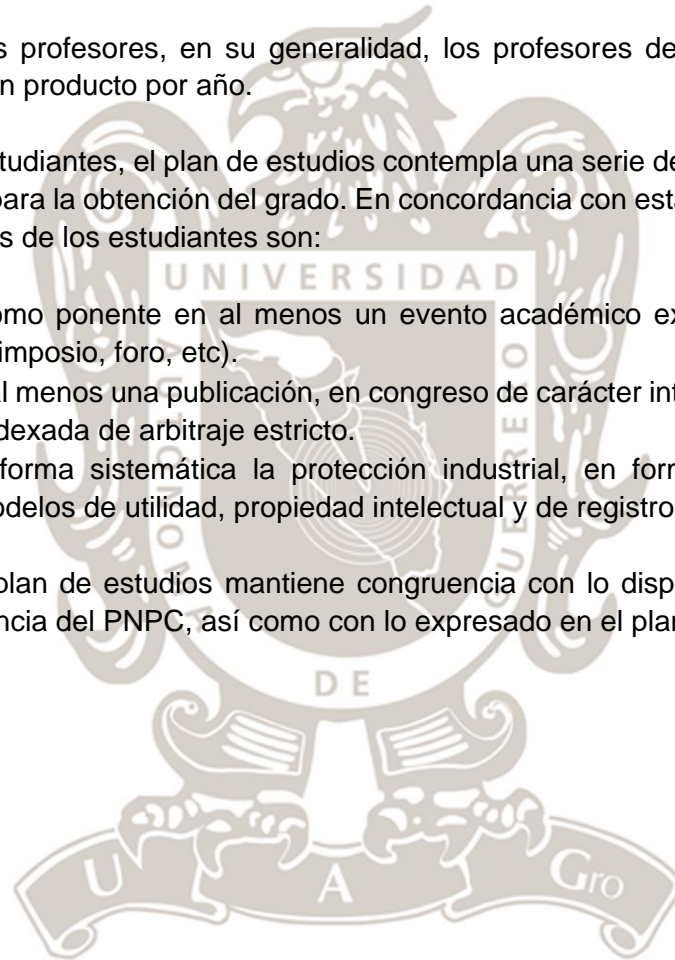 s profesores, en su generalidad, los profesores de
n producto por año.
tudiantes, el plan de estudios contempla una serie de
para la obtención del grado. En concordancia con esta
s de los estudiantes son:
omo ponente en al menos un evento académico ex
imposio, foro, etc).
al menos una publicación, en congreso de carácter int
dexada de arbitraje estricto.
forma sistemática la protección industrial, en for
odelos de utilidad, propiedad intelectual y de registro
plan de estudios mantiene congruencia con lo disp
ncia del PNPC, así como con lo expresado en el plan
UNIVERSIDAD
AUTONOMA
DE
GUERRERO
U A Gro